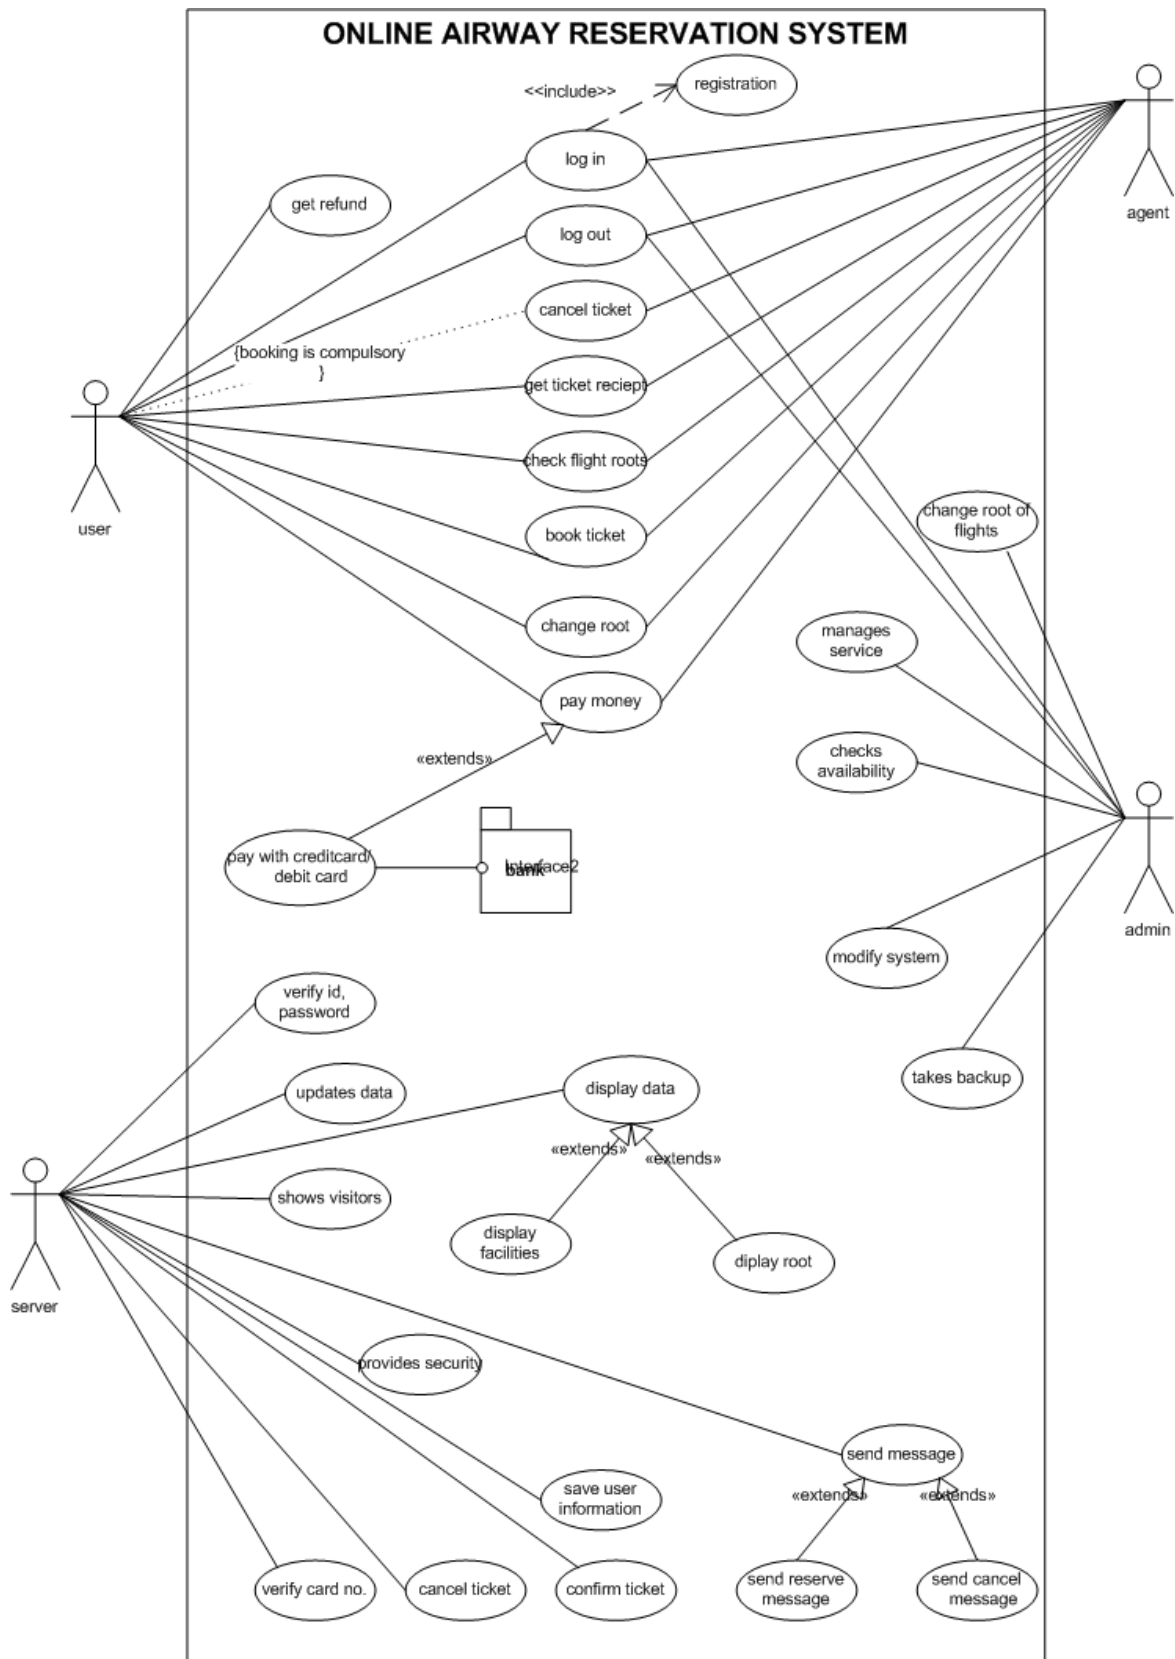 ONLINE AIRWAY RESERVATION SYSTEM
<<include>>
registration
log in
get refund
agent
log out
cancel ticket
{booking is compulsory
}
get ticket reciept
check flight roots
user
change root of
flights
book ticket
change root
manages
service
pay money
«extends»
checks
availability
pay with creditcard/
debit card
Interface2
bank
admin
modify system
verify id,
password
takes backup
updates data
display data
«extends»
«extends»
shows visitors
display
facilities
diplay root
server
provides security
send message
«extends»
«extends»
save user
information
verify card no.
cancel ticket
confirm ticket
send reserve
message
send cancel
message